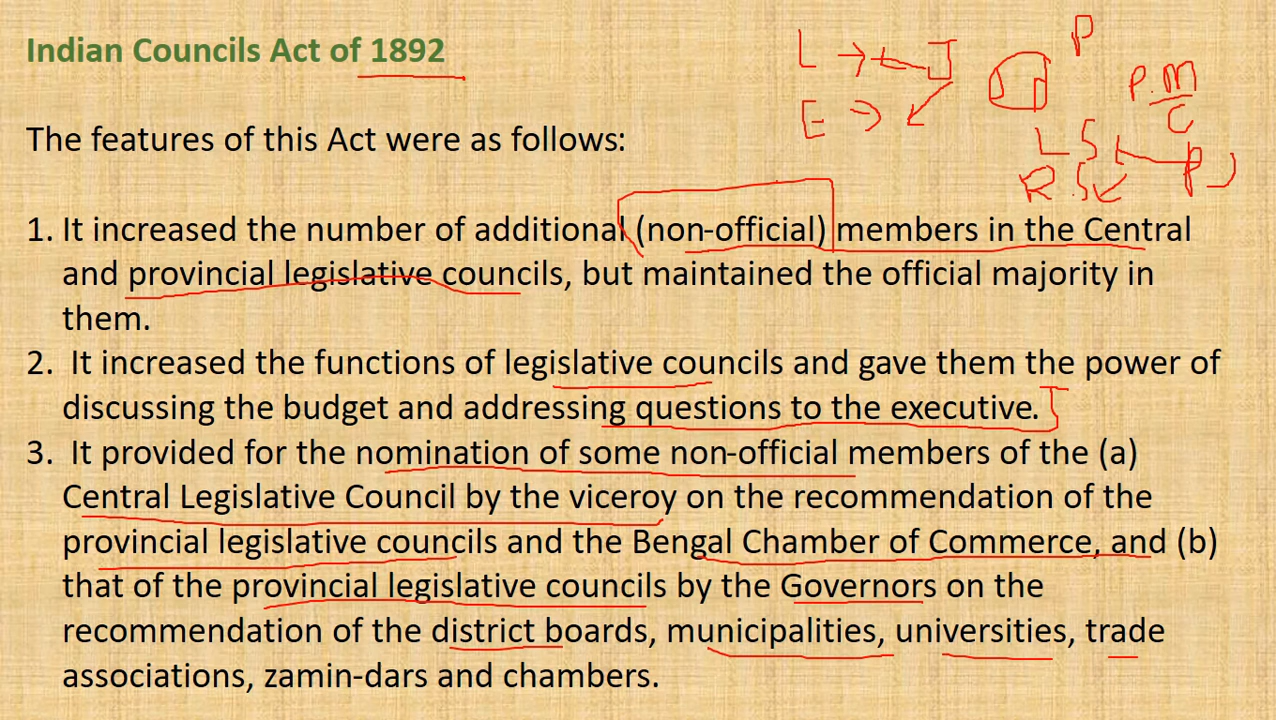 Indian Councils Act of 1892
P
L → J
P.M
E ⇒
C
L S
P J
R.S
The features of this Act were as follows:
1. It increased the number of additional (non-official) members in the Central
and provincial legislative councils, but maintained the official majority in
them.
2. It increased the functions of legislative councils and gave them the power of
discussing the budget and addressing questions to the executive.
3. It provided for the nomination of some non-official members of the (a)
Central Legislative Council by the viceroy on the recommendation of the
provincial legislative councils and the Bengal Chamber of Commerce, and (b)
that of the provincial legislative councils by the Governors on the
recommendation of the district boards, municipalities, universities, trade
associations, zamin-dars and chambers.